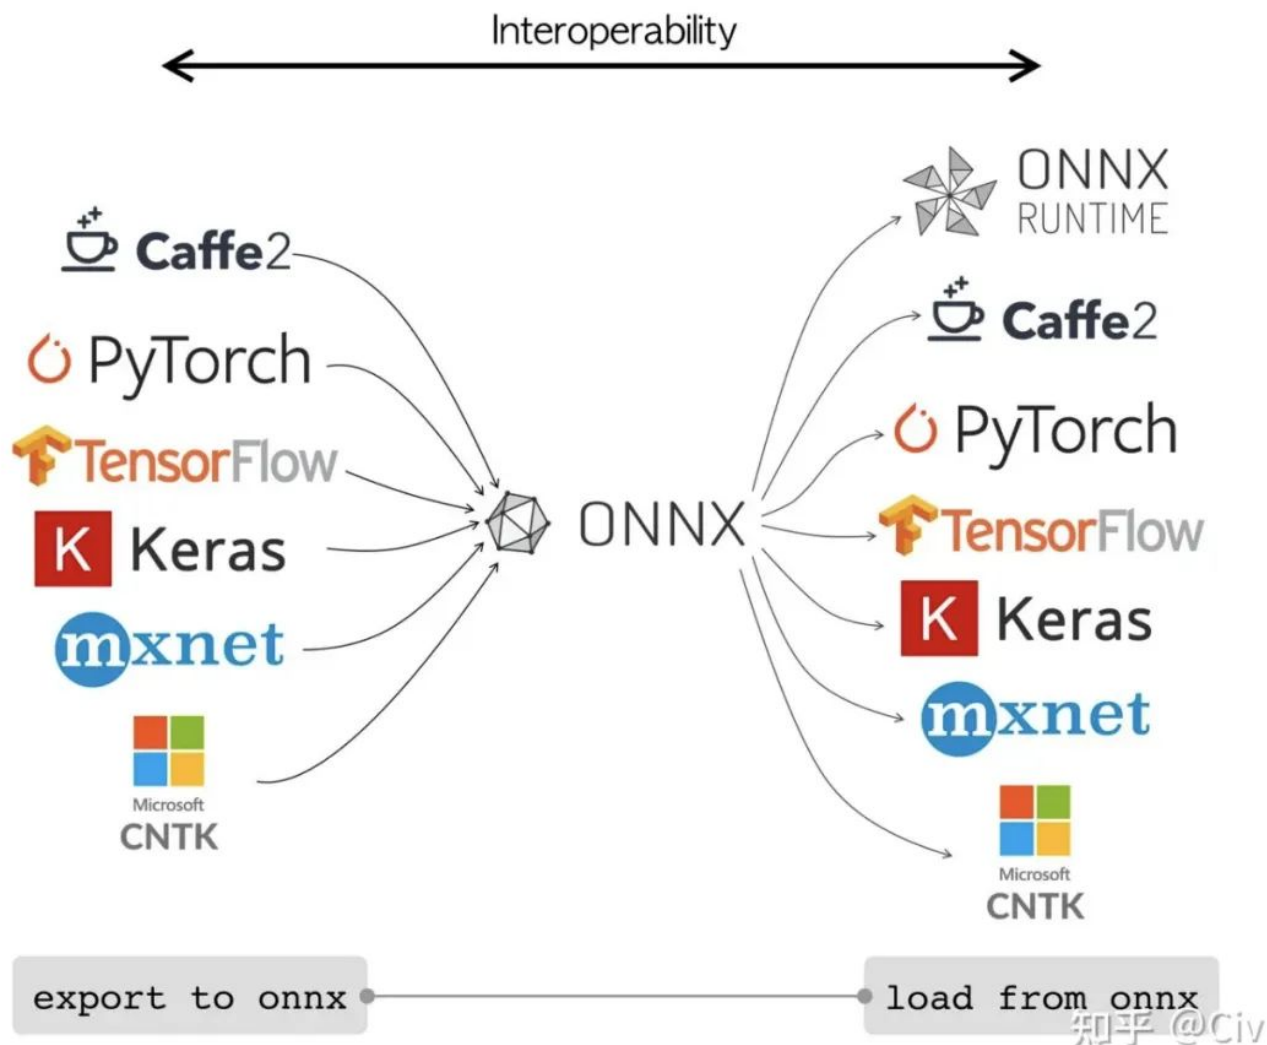 Interoperability
Caffe2
PyTorch
TensorFlow
K Keras
mxnet
Microsoft
CNTK
ONNX
ONNX
RUNTIME
Caffe2
PyTorch
TensorFlow
K Keras
mxnet
Microsoft
CNTK
export to onnx
load from onnx
知乎 @Civ